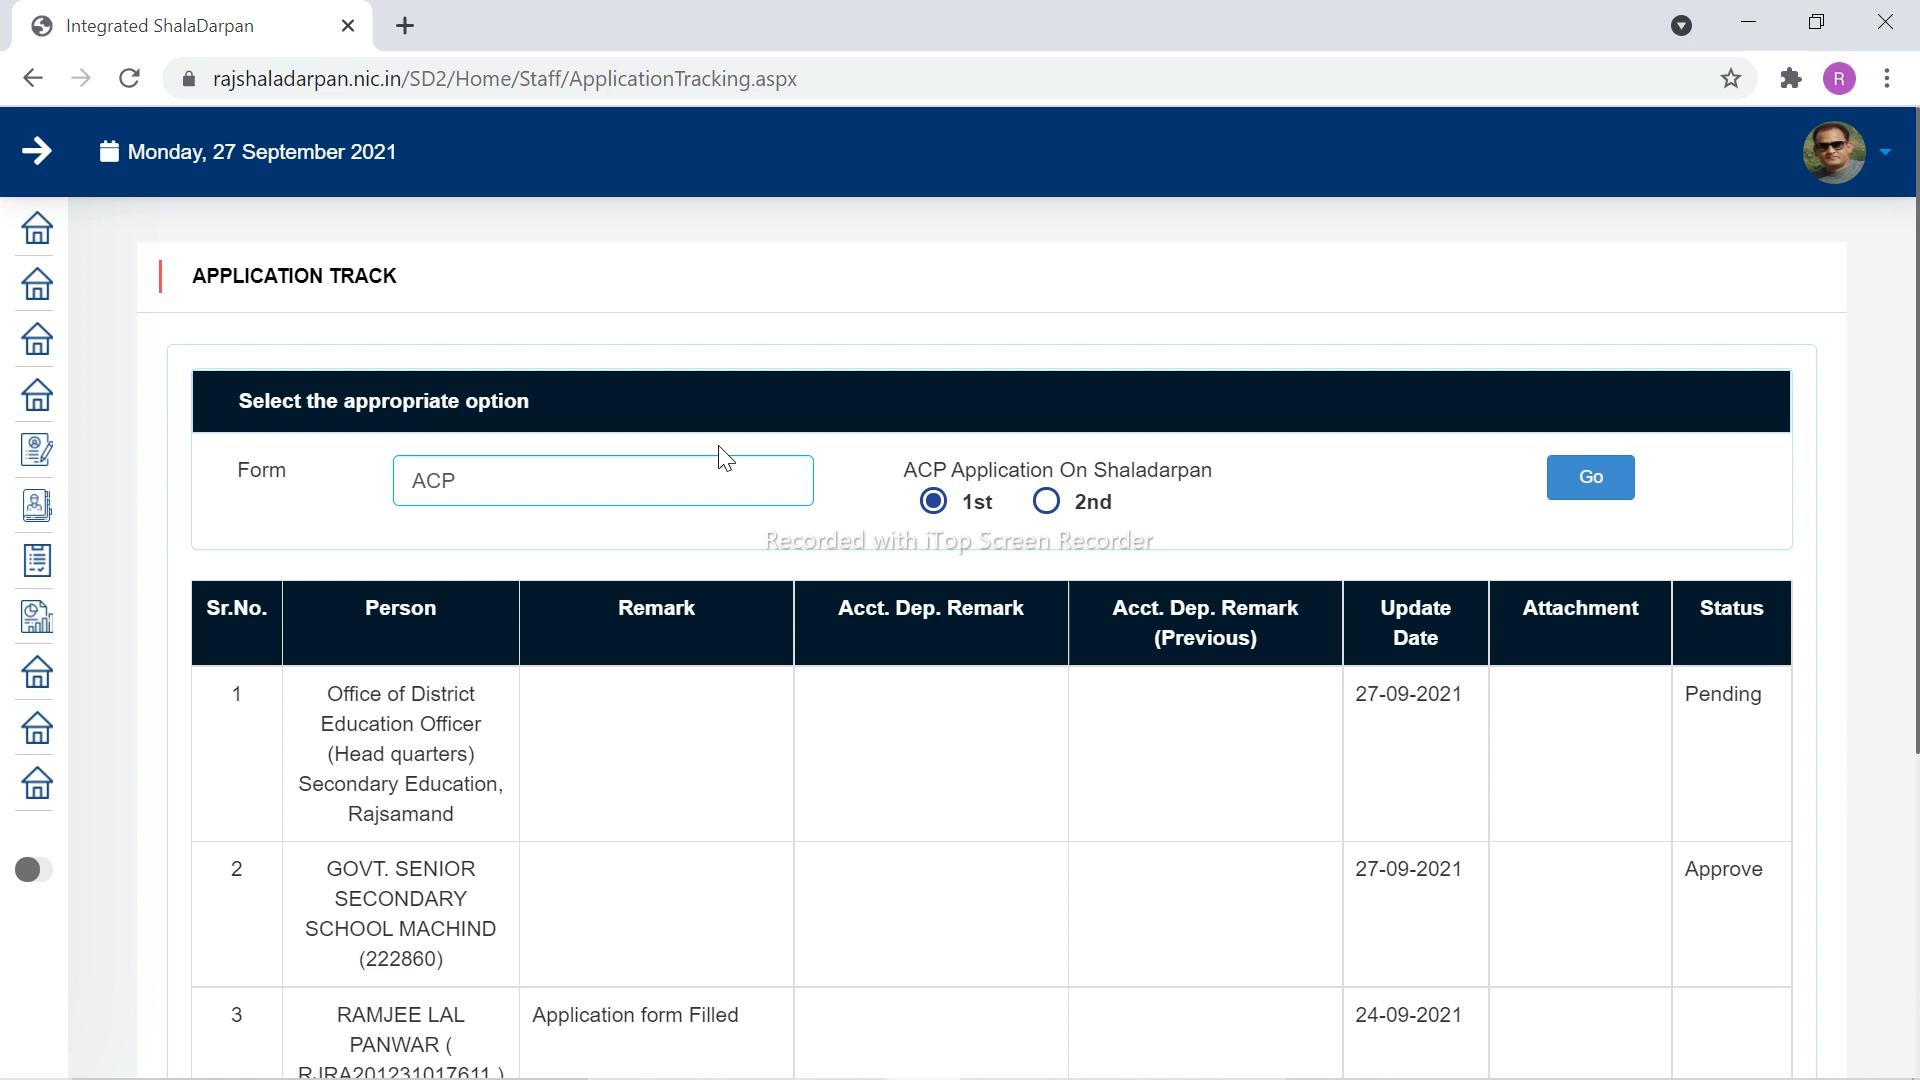 Integrated ShalaDarpan
rajshaladarpan.nic.in/SD2/Home/Staff/ApplicationTracking.aspx
R
Monday, 27 September 2021
APPLICATION TRACK
Select the appropriate option
Form
ACP
ACP Application On Shaladarpan
1st 2nd
Go
Recorded with iTop Screen Recorder
Sr.No. Person Remark Acct. Dep. Remark Acct. Dep. Remark Update Attachment Status
(Previous) Date
1 Office of District 27-09-2021 Pending
Education Officer
(Head quarters)
Secondary Education,
Rajsamand
2 GOVT. SENIOR 27-09-2021 Approve
SECONDARY
SCHOOL MACHIND
(222860)
3 RAMJEE LAL Application form Filled 24-09-2021
PANWAR (
RJRA201231017611 )